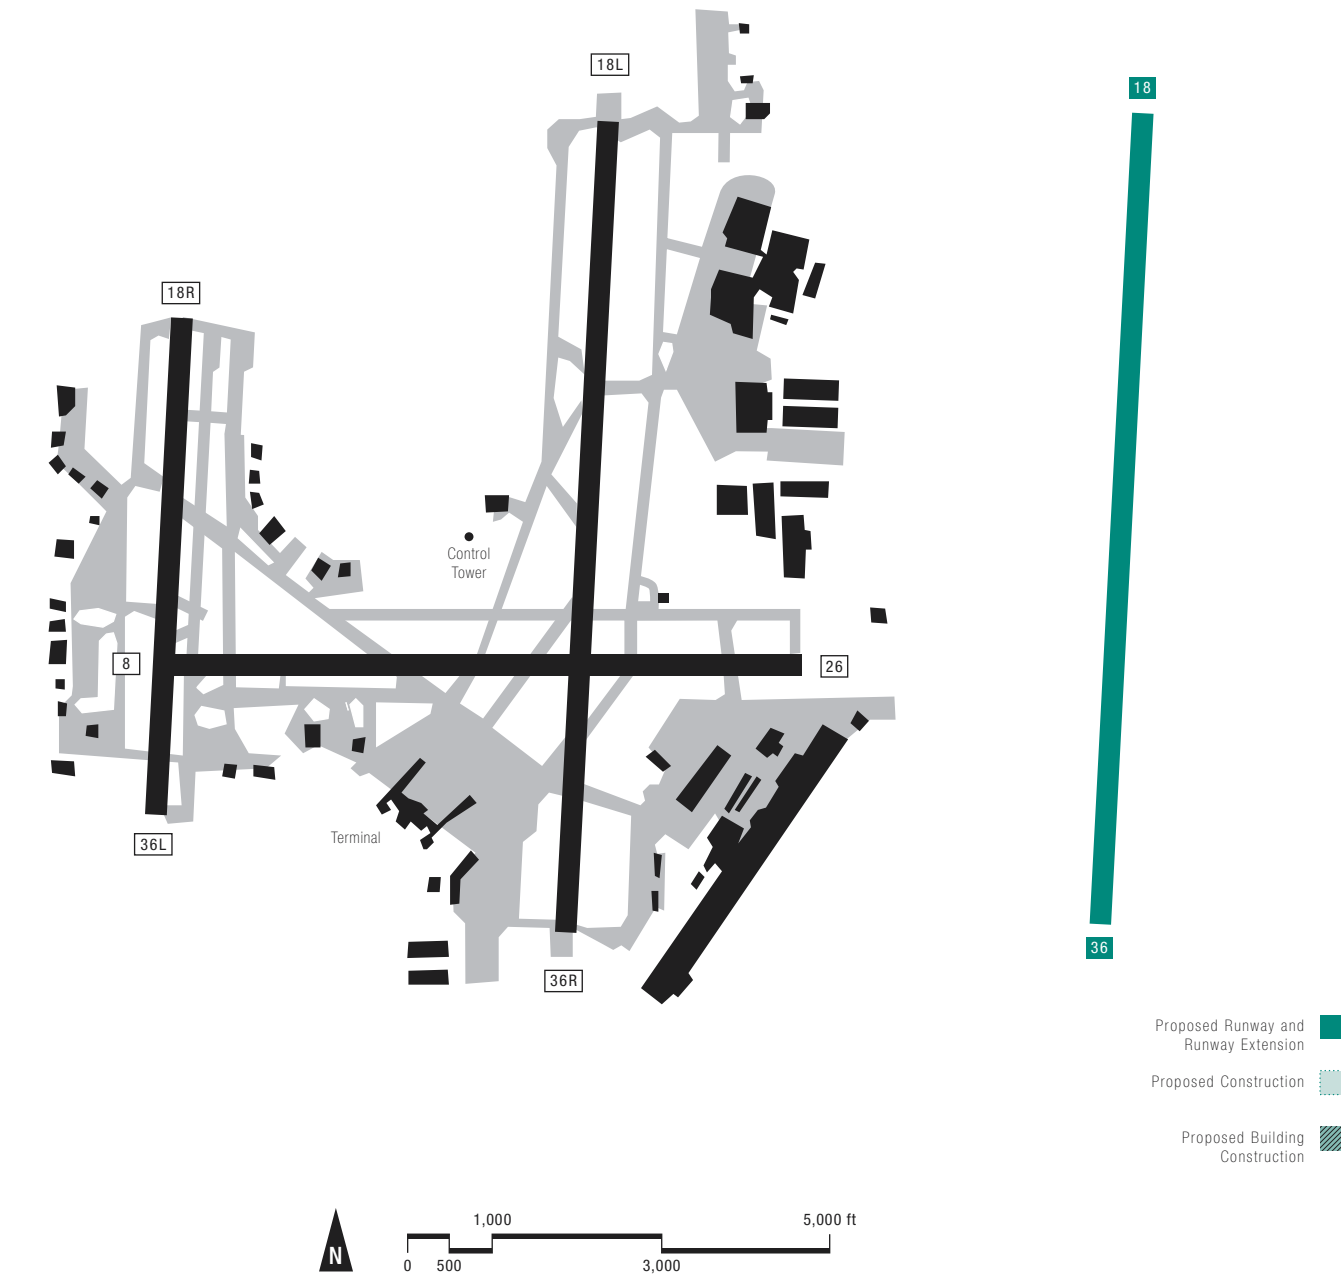 18L
18
18R
Control
Tower
8
26
Terminal
36L
36
36R
Proposed Runway and
Runway Extension
Proposed Construction
Proposed Building
Construction
1,000
5,000 ft
N
0
500
3,000